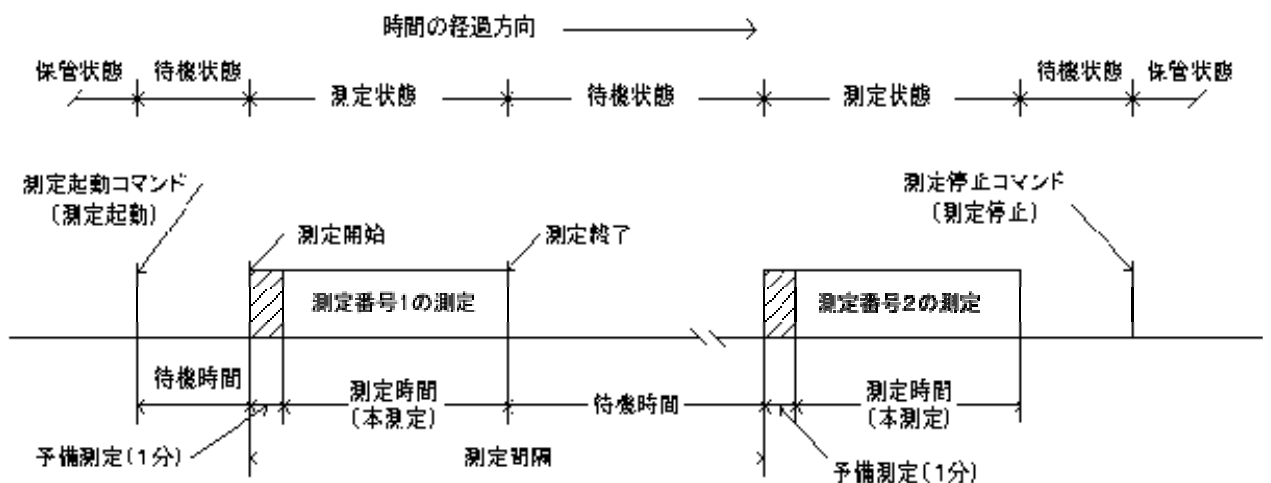 時間の経過方向
保管状態
待機状態
測定状態
待機状態
測定状態
待機状態
保管状態
測定起動コマンド
(測定起動)
測定開始
測定終了
測定停止コマンド
(測定停止)
測定番号1の測定
測定番号2の測定
待機時間
測定時間
(本測定)
待機時間
測定時間
(本測定)
予備測定(1分)
測定間隔
予備測定(1分)